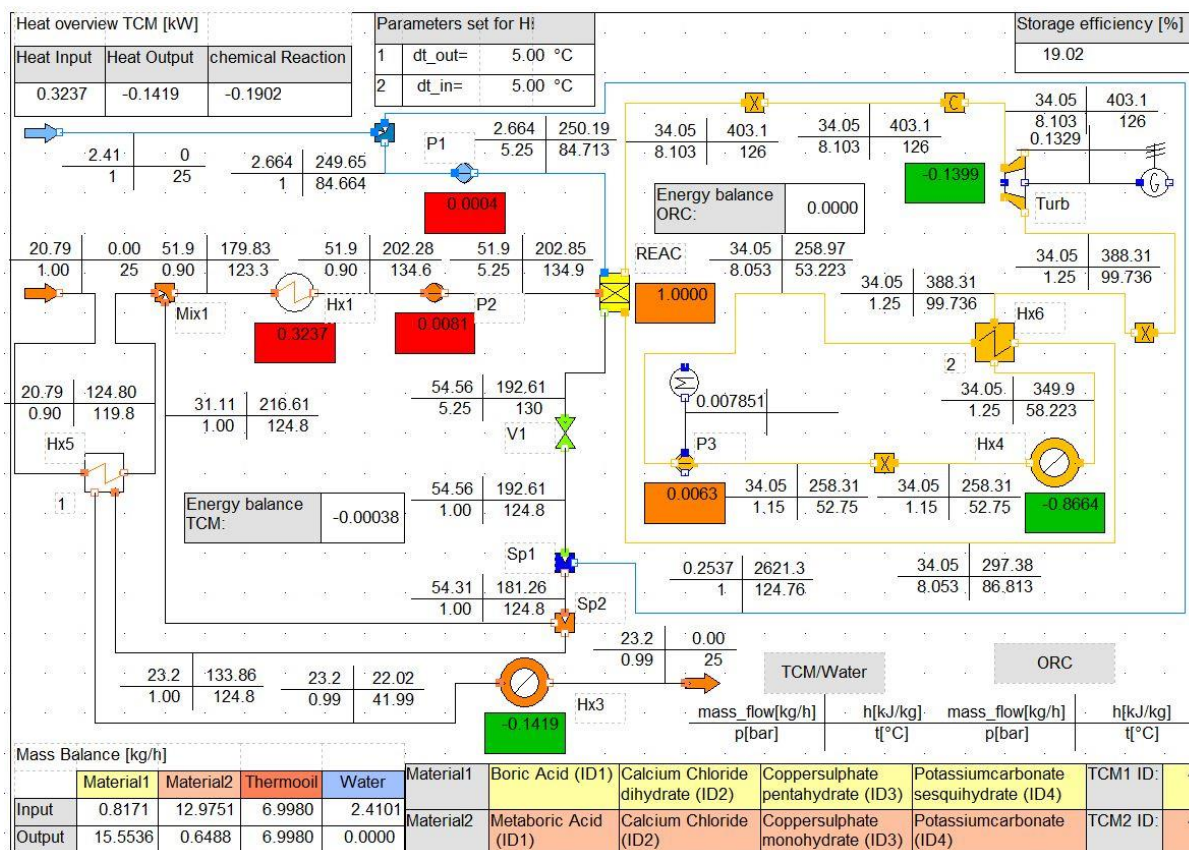 Heat overview TCM [kW]
Heat Input Heat Output chemical Reaction
0.3237 -0.1419 -0.1902
Parameters set for H
1 dt_out= 5.00 °C
2 dt_in= 5.00 °C
Storage efficiency [%]
19.02
2.41 0
1 25
2.664 249.65
1 84.664
P1
0.0004
2.664 250.19
5.25 84.713
34.05 403.1
8.103 126
34.05 403.1
8.103 126
34.05 403.1
8.103 126
0.1329
-0.1399
G
Turb
Energy balance
ORC:
0.0000
X
C
20.79 0.00
1.00 25
51.9 179.83
0.90 123.3
51.9 202.28
0.90 134.6
51.9 202.85
5.25 134.9
REAC
1.0000
34.05 258.97
8.053 53.223
34.05 388.31
1.25 99.736
34.05 388.31
1.25 99.736
Mix1
Hx1
0.3237
P2
0.0081
Hx6
X
2
20.79 124.80
0.90 119.8
31.11 216.61
1.00 124.8
54.56 192.61
5.25 130
V1
M
0.007851
34.05 349.9
1.25 58.223
Hx5
1
P3
0.0063
X
Hx4
34.05 258.31
1.15 52.75
34.05 258.31
1.15 52.75
-0.8664
Energy balance
TCM:
-0.00038
54.56 192.61
1.00 124.8
Sp1
54.31 181.26
1.00 124.8
Sp2
0.2537 2621.3
1 124.76
34.05 297.38
8.053 86.813
23.2 133.86
1.00 124.8
23.2 22.02
0.99 41.99
Hx3
-0.1419
23.2 0.00
0.99 25
TCM/Water
mass_flow[kg/h] h[kJ/kg]
p[bar] t[°C]
ORC
mass_flow[kg/h] h[kJ/kg]
p[bar] t[°C]
Mass Balance [kg/h]
Material1 Material2 Thermooil Water
Input 0.8171 12.9751 6.9980 2.4101
Output 15.5536 0.6488 6.9980 0.0000
Material1 Boric Acid (ID1) Calcium Chloride Coppersulphate Potassiumcarbonate TCM1 ID:
dihydrate (ID2) pentahydrate (ID3) sesquihydrate (ID4)
Material2 Metaboric Acid Calcium Chloride Coppersulphate Potassiumcarbonate TCM2 ID:
(ID1) (ID2) monohydrate (ID3) (ID4)